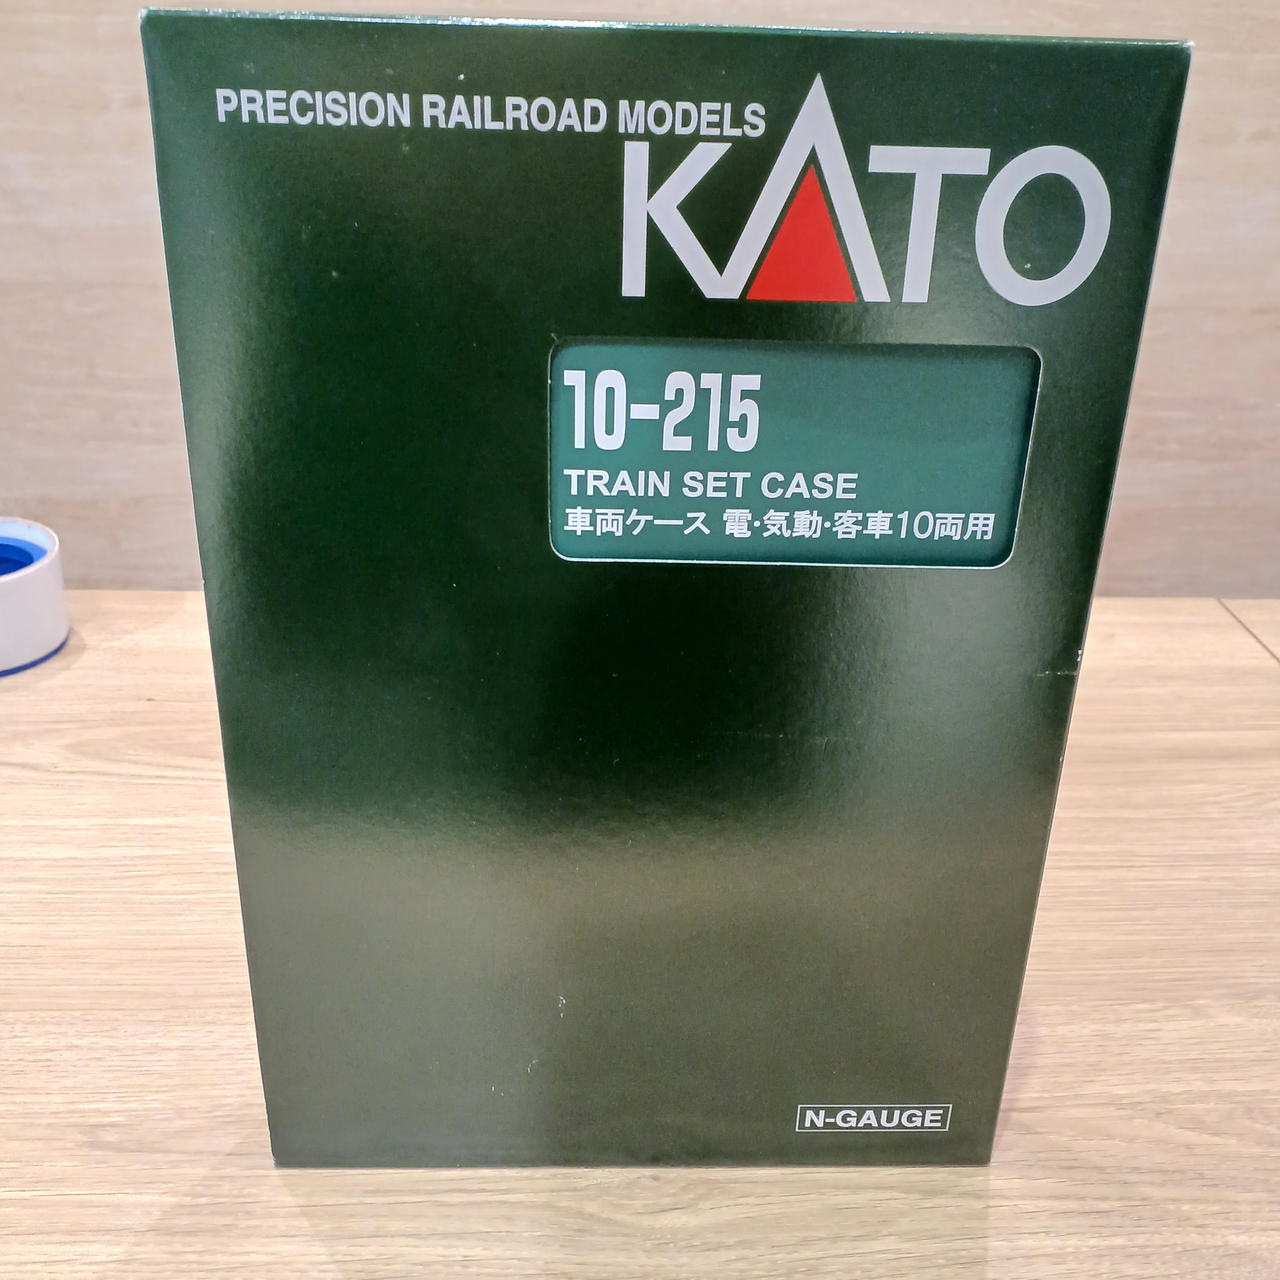 PRECISION RAILROAD MODELS
KATO
10-215
TRAIN SET CASE
車両ケース 電・気動・客車10両用
N-GAUGE